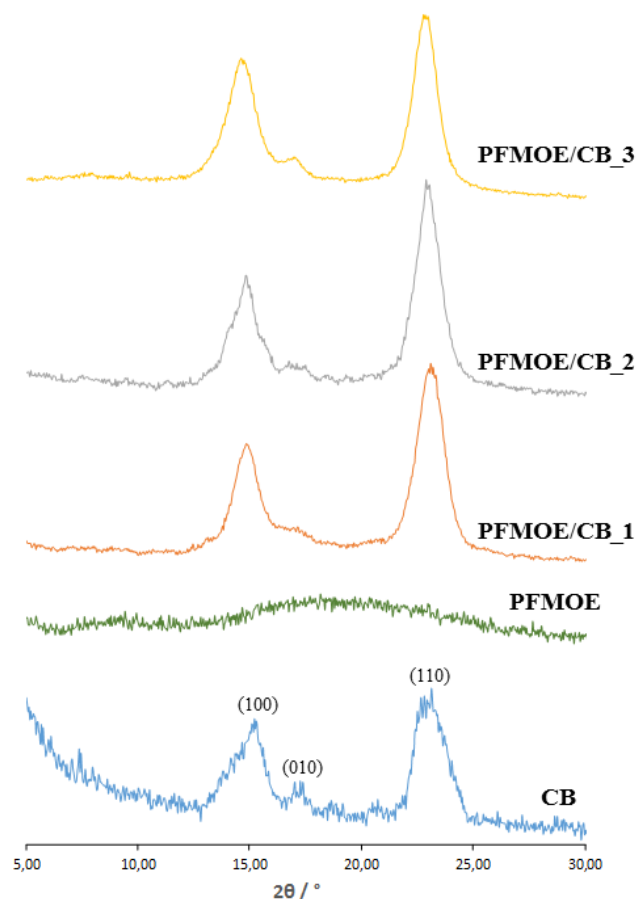 PFMOE/CB_3
PFMOE/CB_2
PFMOE/CB_1
PFMOE
(110)
(100)
(010)
CB
5,00 10,00 15,00 20,00 25,00 30,00
2θ / °